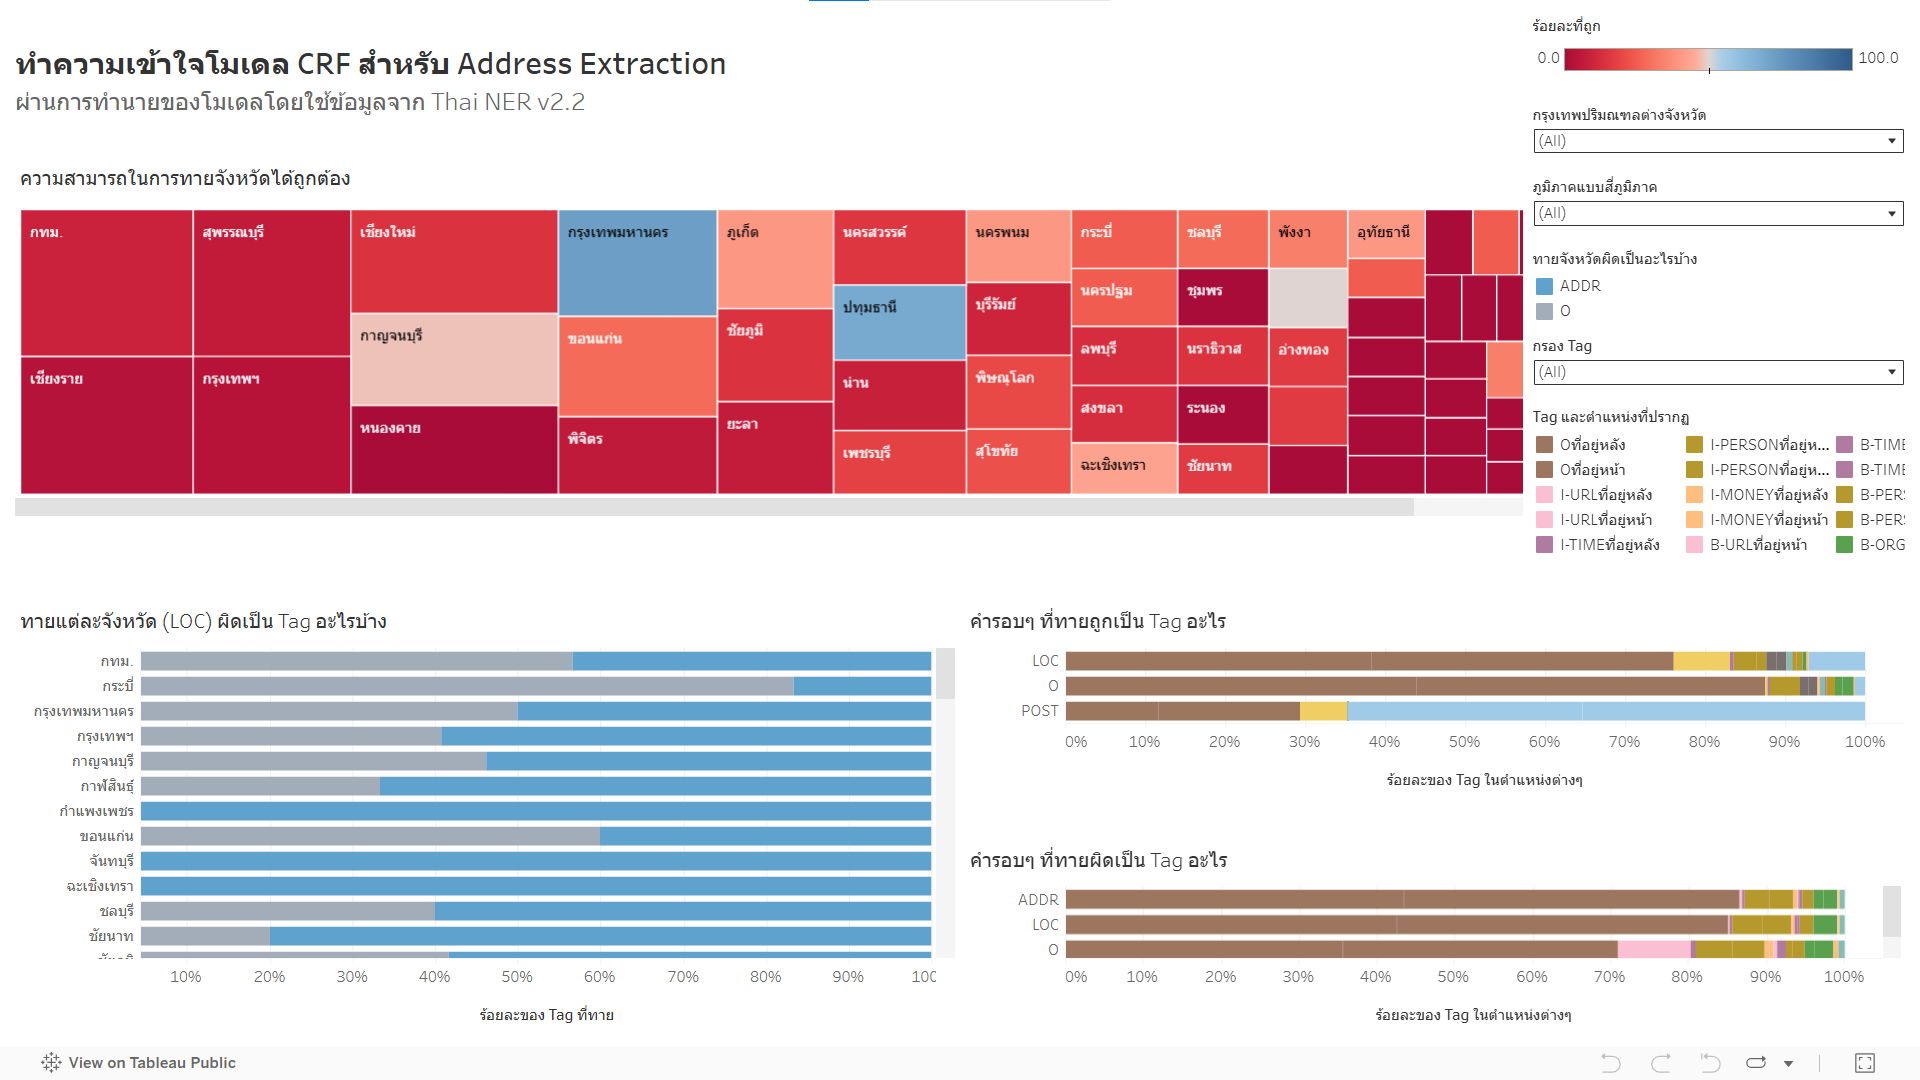 ทำความเข้าใจโมเดล CRF สำหรับ Address Extraction
ผ่านการทำนายของโมเดลโดยใช้ข้อมูลจาก Thai NER v2.2
ความสามารถในการทายจังหวัดได้ถูกต้อง
กทม.
สุพรรณบุรี
เชียงใหม่
กรุงเทพมหานคร
ภูเก็ต
นครสวรรค์
นครพนม
กระบี่
ชลบุรี
พังงา
อุทัยธานี
เชียงราย
กรุงเทพฯ
กาญจนบุรี
หนองคาย
ขอนแก่น
พิจิตร
ชัยภูมิ
ยะลา
ปทุมธานี
น่าน
เพชรบุรี
บุรีรัมย์
พิษณุโลก
สุโขทัย
นครปฐม
ลพบุรี
สงขลา
ฉะเชิงเทรา
ชุมพร
นราธิวาส
ระนอง
ชัยนาท
อ่างทอง
ร้อยละที่ถูก
0.0 100.0
กรุงเทพปริมณฑลต่างจังหวัด
(All)
ภูมิภาคแบบสี่ภูมิภาค
(All)
ทายจังหวัดผิดเป็นอะไรบ้าง
ADDR
O
กรอง Tag
(All)
Tag และตำแหน่งที่ปรากฏ
Oที่อยู่หลัง I-PERSONที่อยู่ห... B-TIME
Oที่อยู่หน้า I-PERSONที่อยู่ห... B-TIME
I-URLที่อยู่หลัง I-MONEYที่อยู่หลัง B-PER
I-URLที่อยู่หน้า I-MONEYที่อยู่หน้า B-PER
I-TIMEที่อยู่หลัง B-URLที่อยู่หน้า B-ORG
ทายแต่ละจังหวัด (LOC) ผิดเป็น Tag อะไรบ้าง
กทม.
กระบี่
กรุงเทพมหานคร
กรุงเทพฯ
กาญจนบุรี
กาฬสินธุ์
กำแพงเพชร
ขอนแก่น
จันทบุรี
ฉะเชิงเทรา
ชลบุรี
ชัยนาท
10% 20% 30% 40% 50% 60% 70% 80% 90% 100
ร้อยละของ Tag ที่ทาย
คำรอบๆ ที่ทายถูกเป็น Tag อะไร
LOC
O
POST
0% 10% 20% 30% 40% 50% 60% 70% 80% 90% 100%
ร้อยละของ Tag ในตำแหน่งต่างๆ
คำรอบๆ ที่ทายผิดเป็น Tag อะไร
ADDR
LOC
O
0% 10% 20% 30% 40% 50% 60% 70% 80% 90% 100%
ร้อยละของ Tag ในตำแหน่งต่างๆ
View on Tableau Public